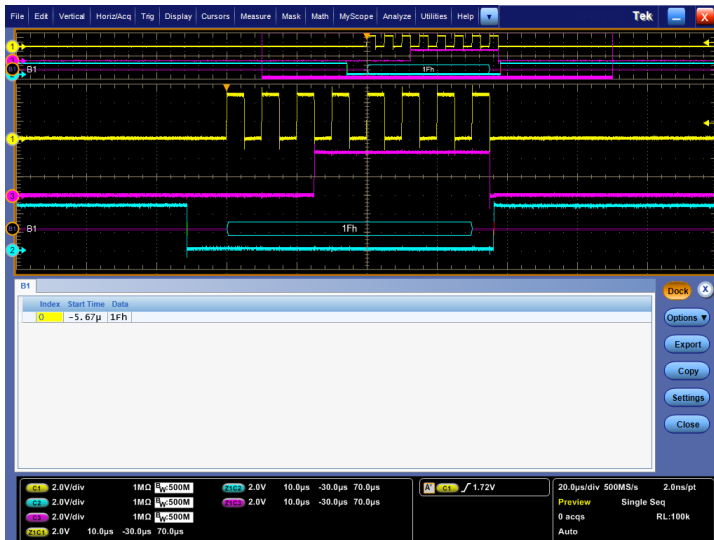 File Edit Vertical Horiz/Acq Trig Display Cursors Measure Mask Math MyScope Analyze Utilities Help Tek X
1
B1 B1 1Fh
1
3
B1 B1 1Fh
2
B1
Dock X
Index Start Time Data
0 -5.67µ 1Fh
Options
Export
Copy
Settings
Close
C1 2.0V/div 1MΩ BW:500M
C2 2.0V/div 1MΩ BW:500M
C3 2.0V/div 1MΩ BW:500M
Z1C1 2.0V 10.0µs -30.0µs 70.0µs
Z1C2 2.0V 10.0µs -30.0µs 70.0µs
Z1C3 2.0V 10.0µs -30.0µs 70.0µs
A' C1 1.72V
20.0µs/div 500MS/s 2.0ns/pt
Preview Single Seq
0 acqs RL:100k
Auto